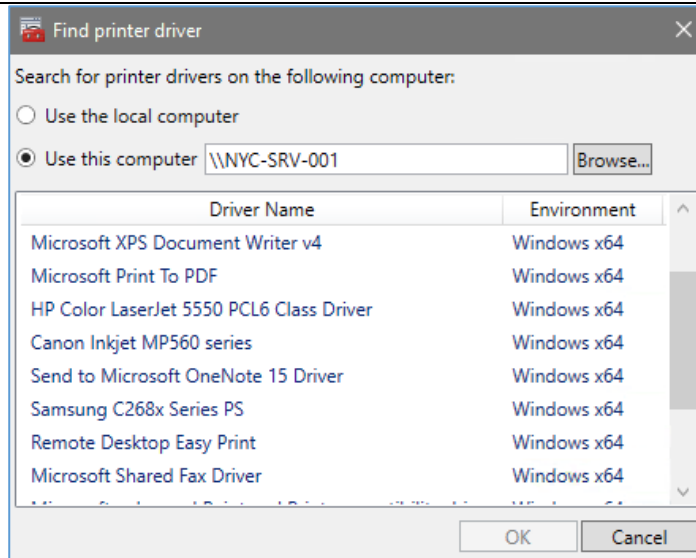 Find printer driver
Search for printer drivers on the following computer:
Use the local computer
Use this computer \\NYC-SRV-001 Browse...
Driver Name Environment
Microsoft XPS Document Writer v4 Windows x64
Microsoft Print To PDF Windows x64
HP Color LaserJet 5550 PCL6 Class Driver Windows x64
Canon Inkjet MP560 series Windows x64
Send to Microsoft OneNote 15 Driver Windows x64
Samsung C268x Series PS Windows x64
Remote Desktop Easy Print Windows x64
Microsoft Shared Fax Driver Windows x64
OK Cancel